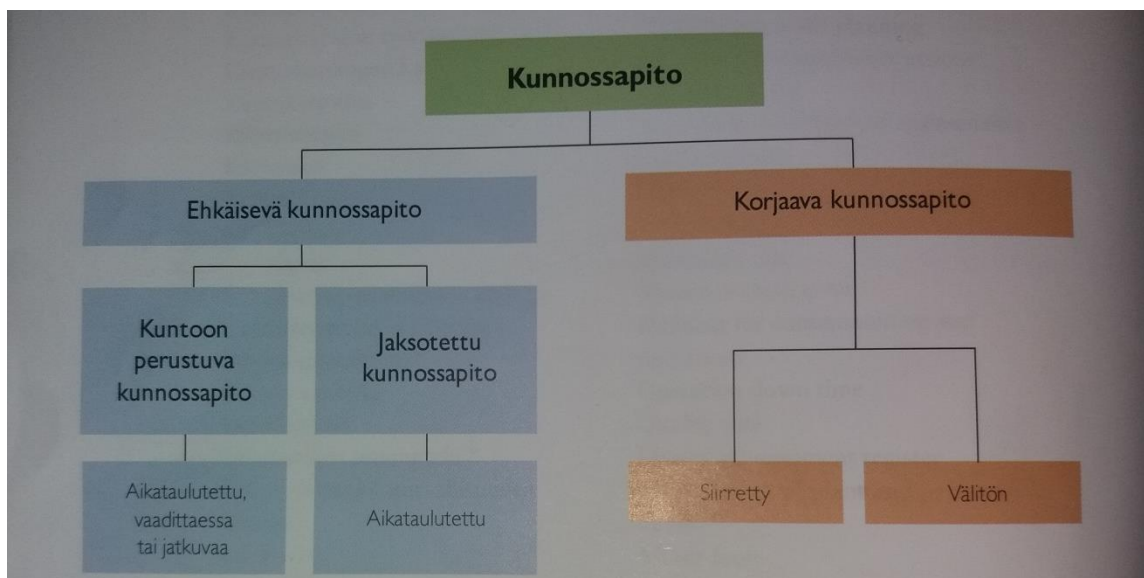 Kunnossapito
Ehkäisevä kunnossapito
Korjaava kunnossapito
Kuntoon
perustuva
kunnossapito
Jaksotettu
kunnossapito
Aikataulutettu,
vaadittaessa
tai jatkuvaa
Aikataulutettu
Siirretty
Välitön